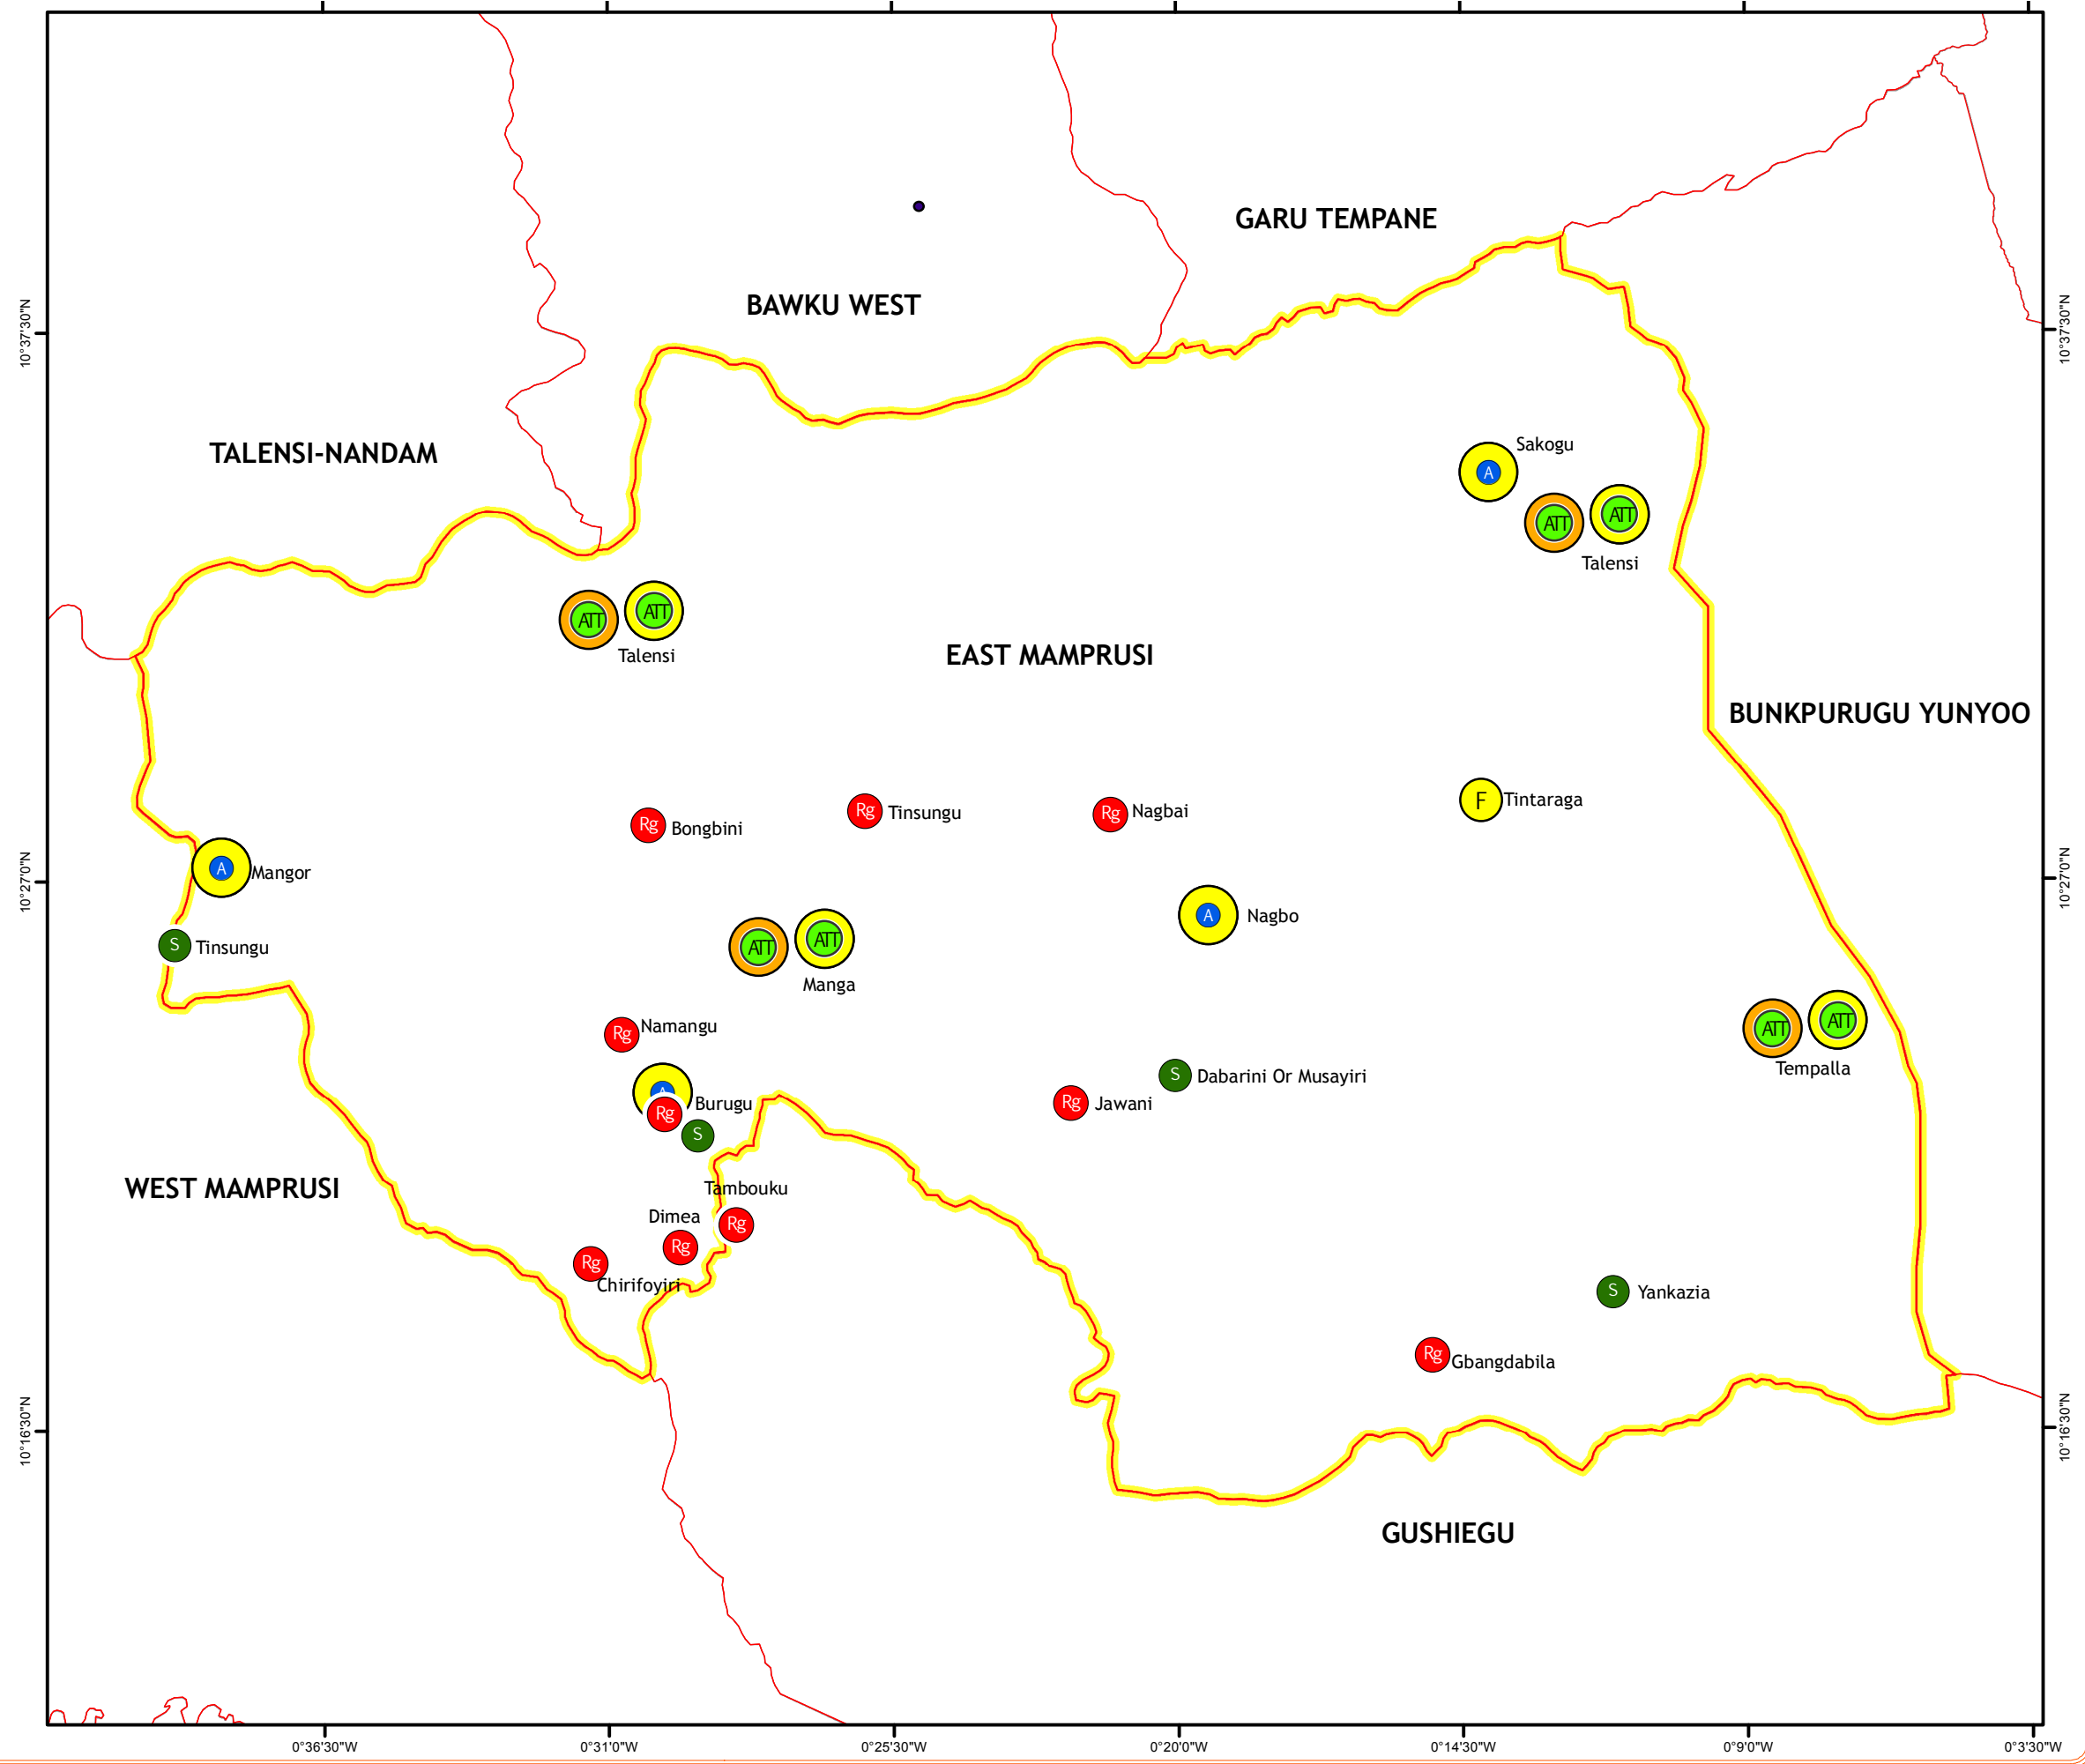 GARU TEMPANE
BAWKU WEST
10°37'30"N
10°37'30"N
TALENSI-NANDAM
Sakogu
A
ATT
ATT
Talensi
ATT
ATT
Talensi
EAST MAMPRUSI
BUNKPURUGU YUNYOO
F
Tintaraga
Rg
Bongbini
Rg
Tinsungu
Rg
Nagbai
A
Mangor
10°27'0"N
10°27'0"N
A
Nagbo
S
Tinsungu
ATT
ATT
Manga
Rg
Namangu
ATT
ATT
Tempalla
S
Dabarini Or Musayiri
A
Burugu
Rg
S
Rg
Jawani
WEST MAMPRUSI
Tambouku
Rg
Dimea
Rg
Rg
Chirifoyiri
S
Yankazia
Rg
Gbangdabila
10°16'30"N
10°16'30"N
GUSHIEGU
0°36'30"W
0°31'0"W
0°25'30"W
0°20'0"W
0°14'30"W
0°9'0"W
0°3'30"W